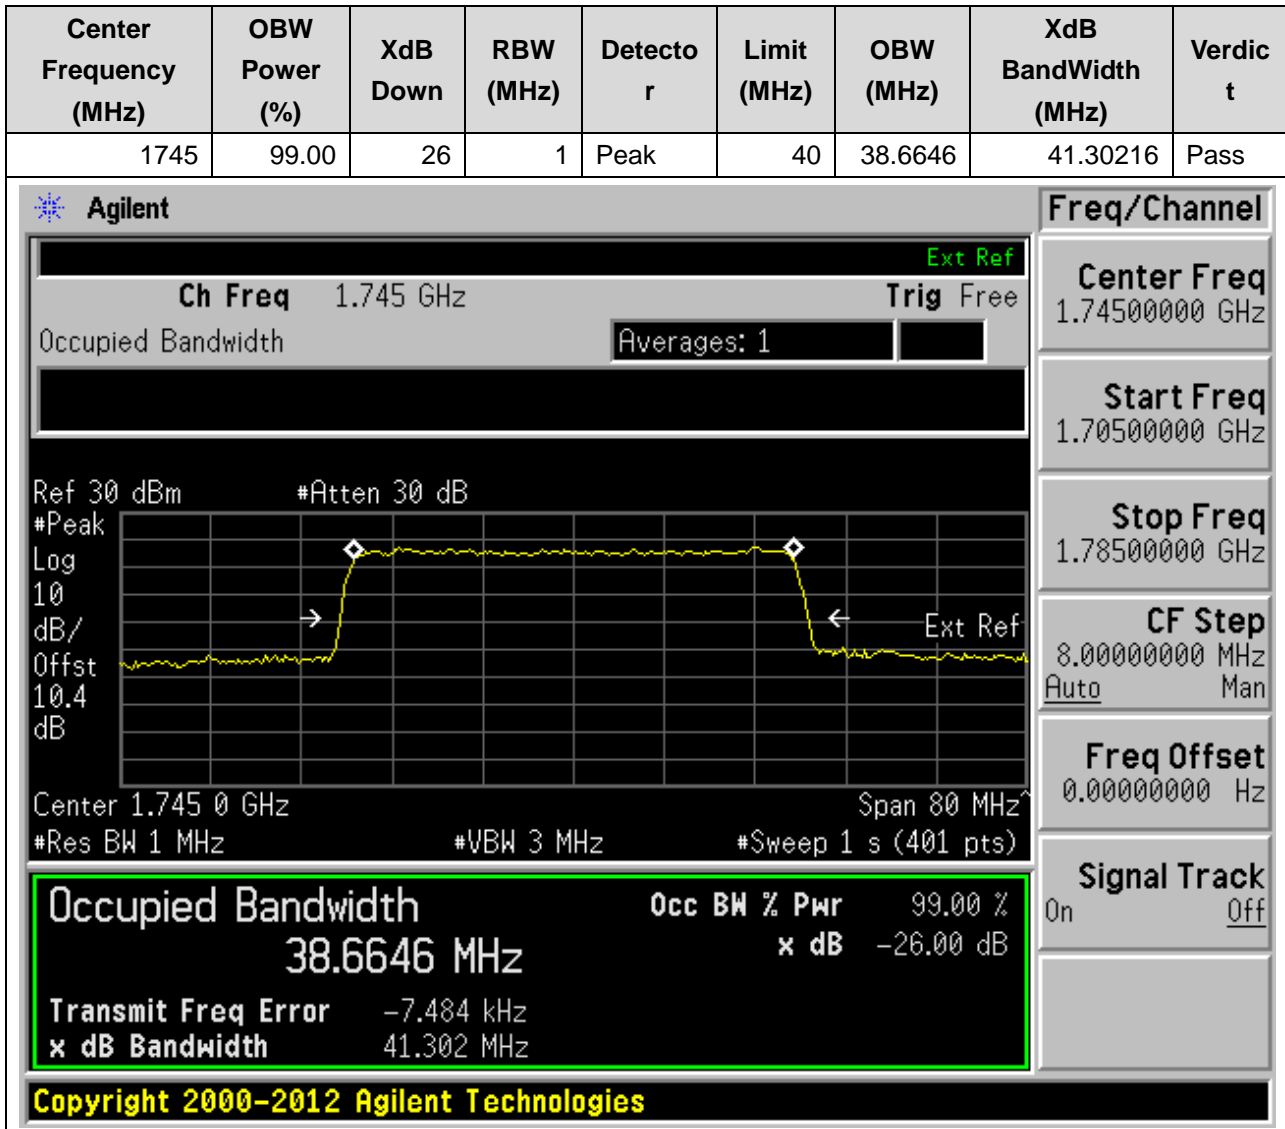 Center Frequency (MHz) OBW Power (%) XdB Down RBW (MHz) Detecto r Limit (MHz) OBW (MHz) XdB BandWidth (MHz) Verdic t
1745 99.00 26 1 Peak 40 38.6646 41.30216 Pass
Agilent
Freq/Channel
Ext Ref
Ch Freq 1.745 GHz Trig Free
Occupied Bandwidth Averages: 1
Center Freq
1.74500000 GHz
Start Freq
1.70500000 GHz
Stop Freq
1.78500000 GHz
CF Step
8.00000000 MHz
Auto Man
Freq Offset
0.00000000 Hz
Signal Track
On Off
Ref 30 dBm #Atten 30 dB
#Peak
Log
10
dB/
Offst
10.4
dB
Ext Ref
Center 1.745 0 GHz Span 80 MHz^
#Res BW 1 MHz #VBW 3 MHz #Sweep 1 s (401 pts)
Occupied Bandwidth
38.6646 MHz
Occ BW % Pwr 99.00 %
x dB -26.00 dB
Transmit Freq Error -7.484 kHz
x dB Bandwidth 41.302 MHz
Copyright 2000-2012 Agilent Technologies